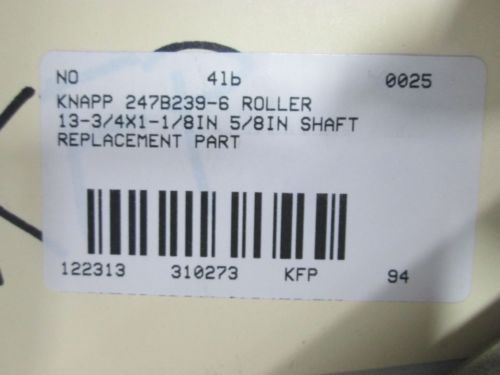 NO 4lb 0025
KNAPP 247B239-6 ROLLER
13-3/4X1-1/8IN 5/8IN SHAFT
REPLACEMENT PART
122313 310273 KFP 94